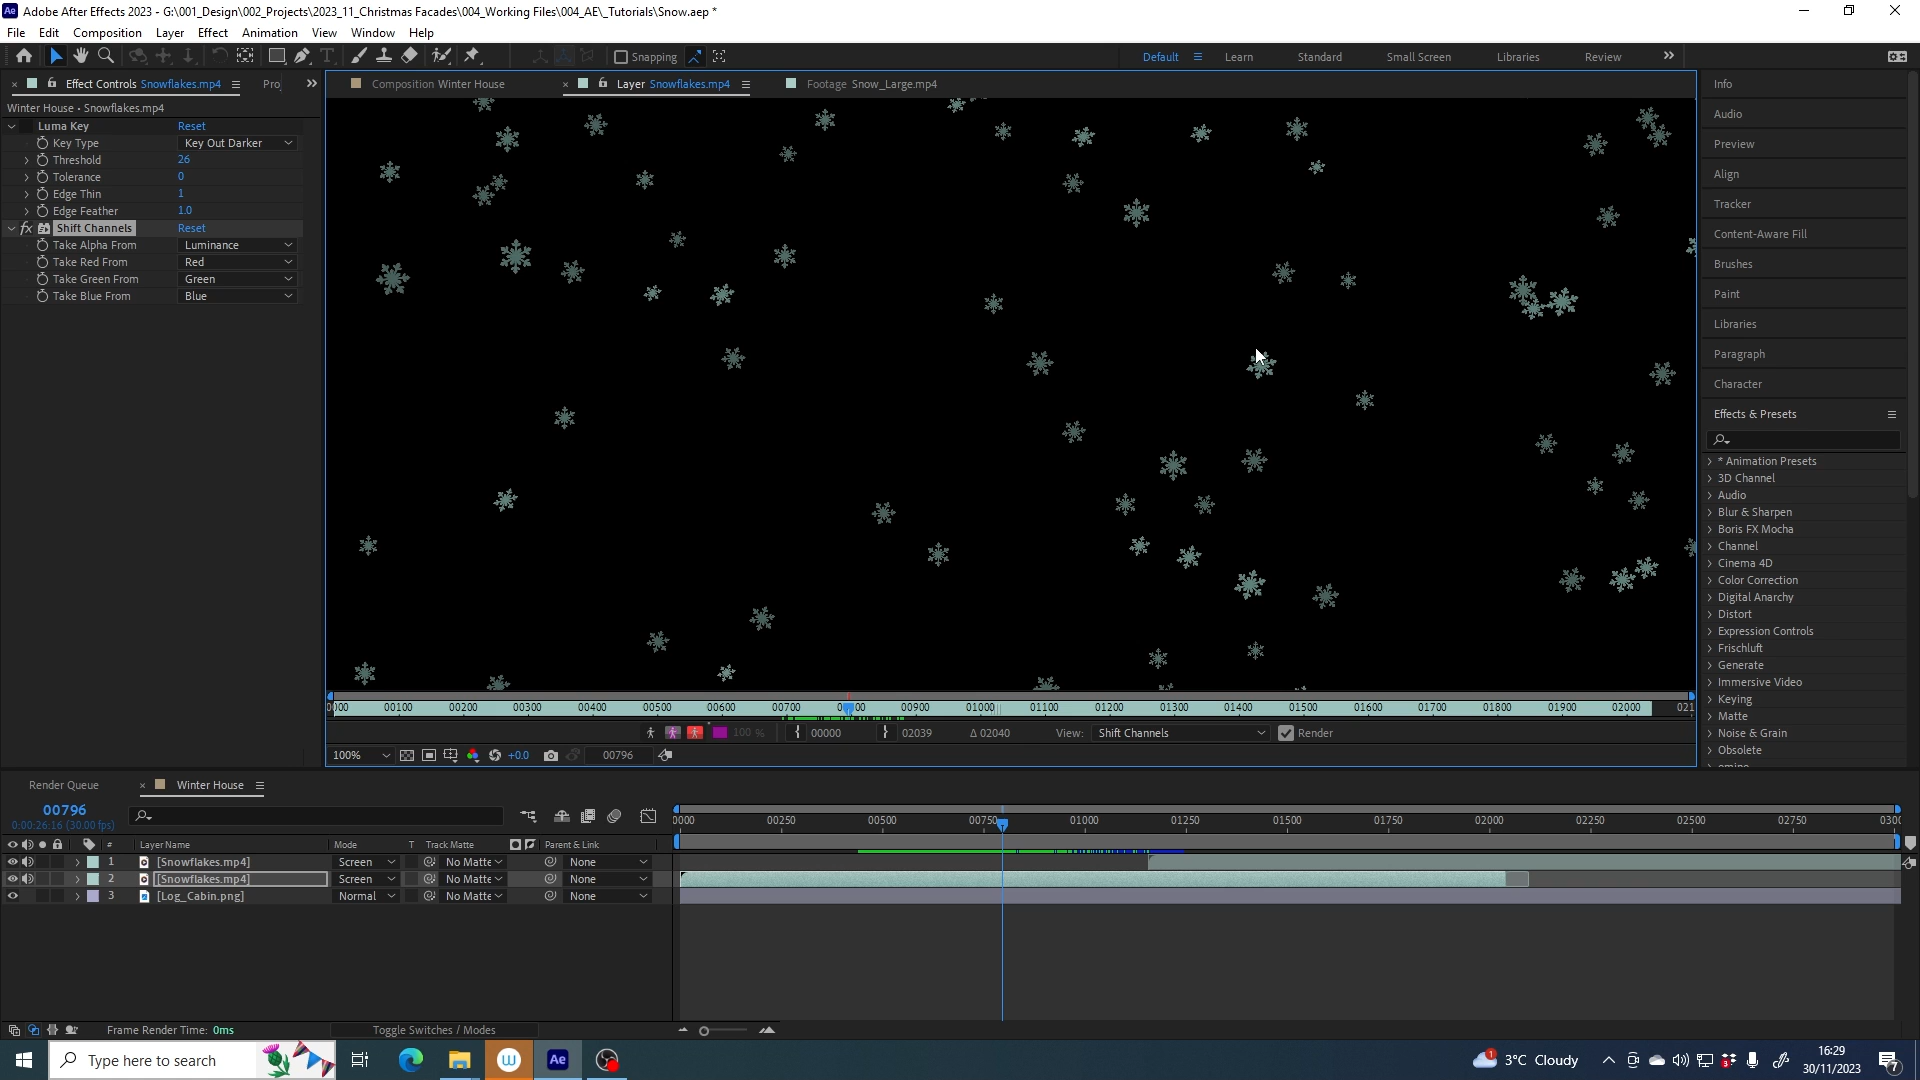 Adobe After Effects 2023 - G:\001_Design\002_Projects\2023_11_Christmas Facades\004_Working Files\004_AE\_Tutorials\Snow.aep *
File Edit Composition Layer Effect Animation View Window Help
Snapping
Default Learn Standard Small Screen Libraries Review
Effect Controls Snowflakes.mp4
Composition Winter House
Layer Snowflakes.mp4
Footage Snow_Large.mp4
Winter House • Snowflakes.mp4
Luma Key Reset
Key Type Key Out Darker
Threshold 26
Tolerance 0
Edge Thin 1
Edge Feather 1.0
fx Shift Channels Reset
Take Alpha From Luminance
Take Red From Red
Take Green From Green
Take Blue From Blue
Info
Audio
Preview
Align
Tracker
Content-Aware Fill
Brushes
Paint
Libraries
Paragraph
Character
Effects & Presets
* Animation Presets
3D Channel
Audio
Blur & Sharpen
Boris FX Mocha
Channel
Cinema 4D
Color Correction
Digital Anarchy
Distort
Expression Controls
Frischluft
Generate
Immersive Video
Keying
Matte
Noise & Grain
Obsolete
0000 00100 00200 00300 00400 00500 00600 00700 00800 00900 01000 01100 01200 01300 01400 01500 01600 01700 01800 01900 02000 021
100 % { 00000 } 02039 Δ 02040 View: Shift Channels Render
100% +0.0 00796
Render Queue Winter House
00796
0:00:26:16 (30.00 fps)
0000 00250 00500 00750 01000 01250 01500 01750 02000 02250 02500 02750 0300
# Layer Name Mode T Track Matte Parent & Link
1 [Snowflakes.mp4] Screen No Matte None
2 [Snowflakes.mp4] Screen No Matte None
3 [Log_Cabin.png] Normal No Matte None
Frame Render Time: 0ms Toggle Switches / Modes
Type here to search
Ae
1 3°C Cloudy
16:29
30/11/2023
7